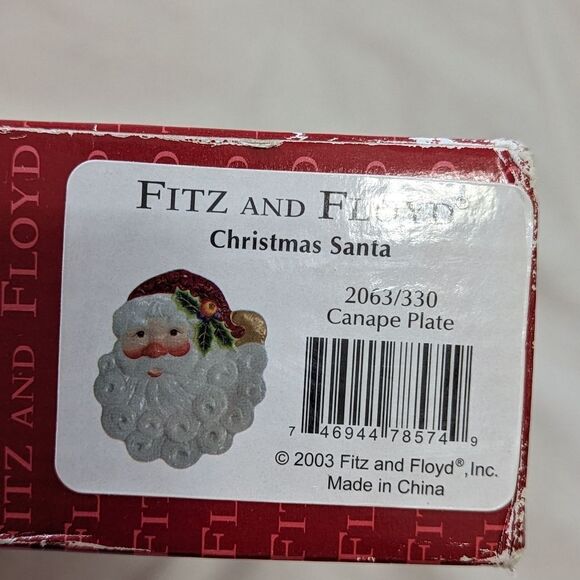 FITZ AND FLOYD®
Christmas Santa
2063/330
Canape Plate
7 46944 78574 9
© 2003 Fitz and Floyd®, Inc.
Made in China
FITZ AND FLOYD